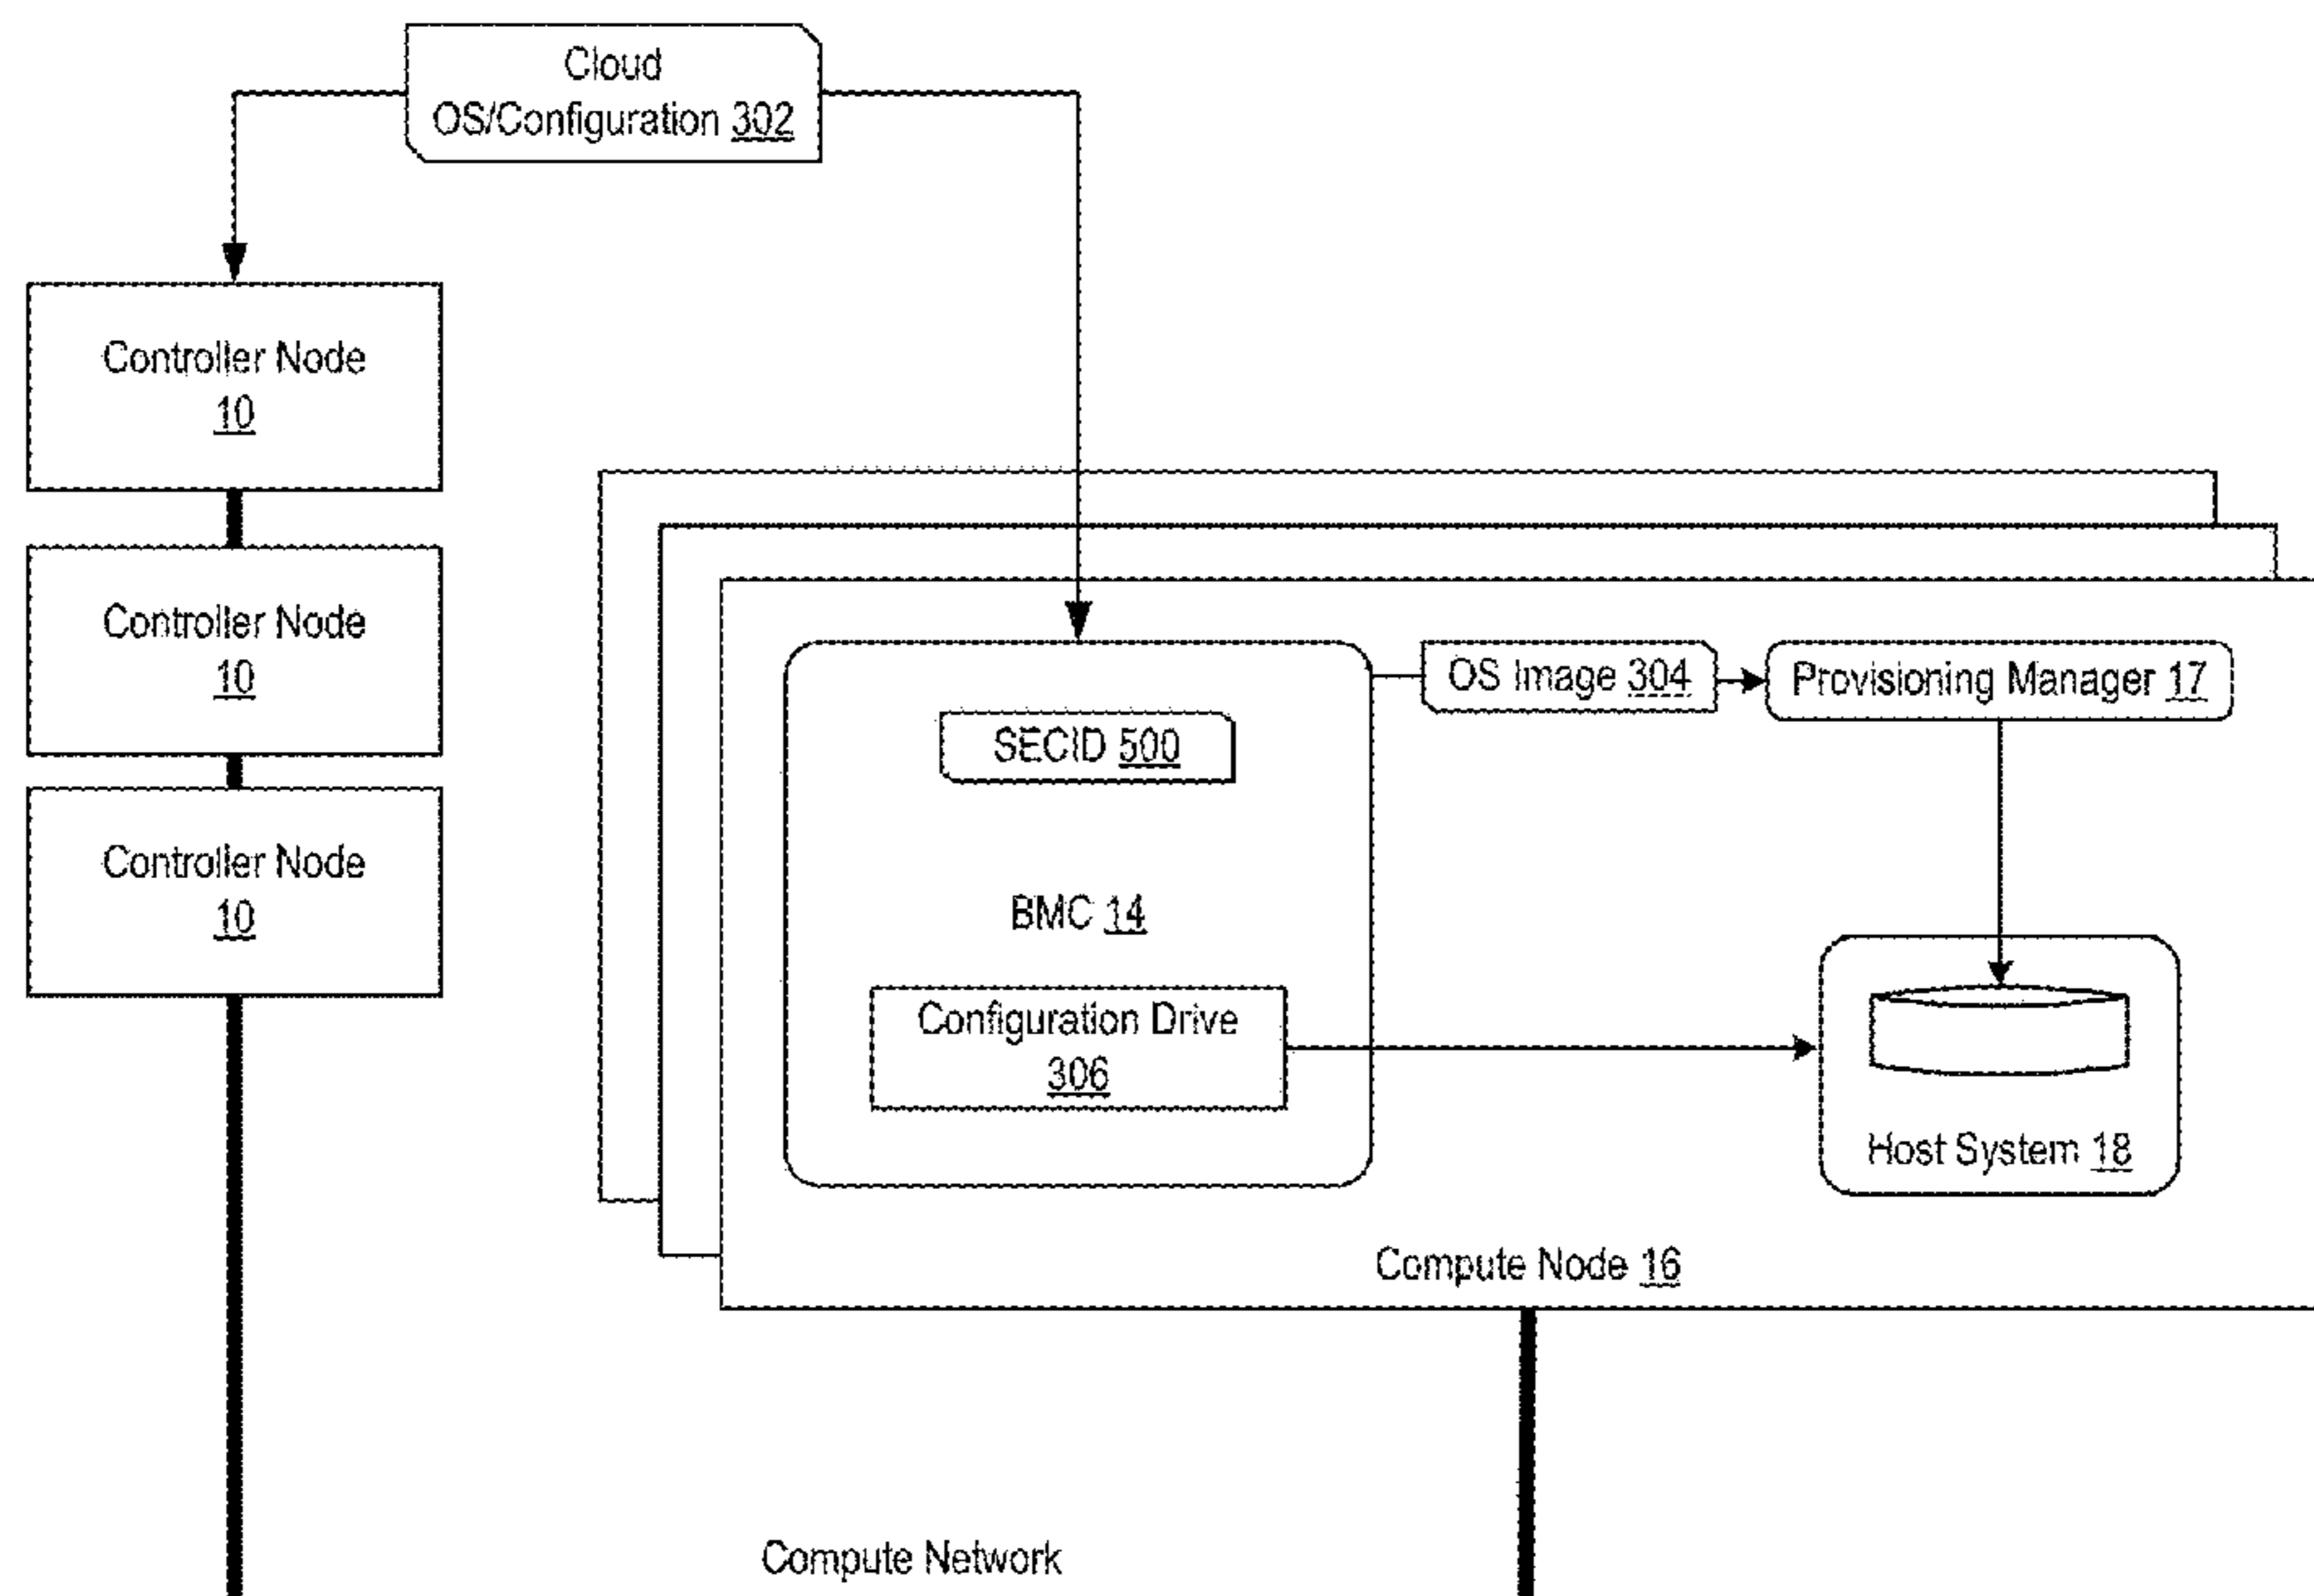 Cloud
OS/Configuration 302
Controller Node
10
Controller Node
10
Controller Node
10
OS Image 304
Provisioning Manager 17
SECID 500
BMC 14
Configuration Drive
306
Host System 18
Compute Node 16
Compute Network